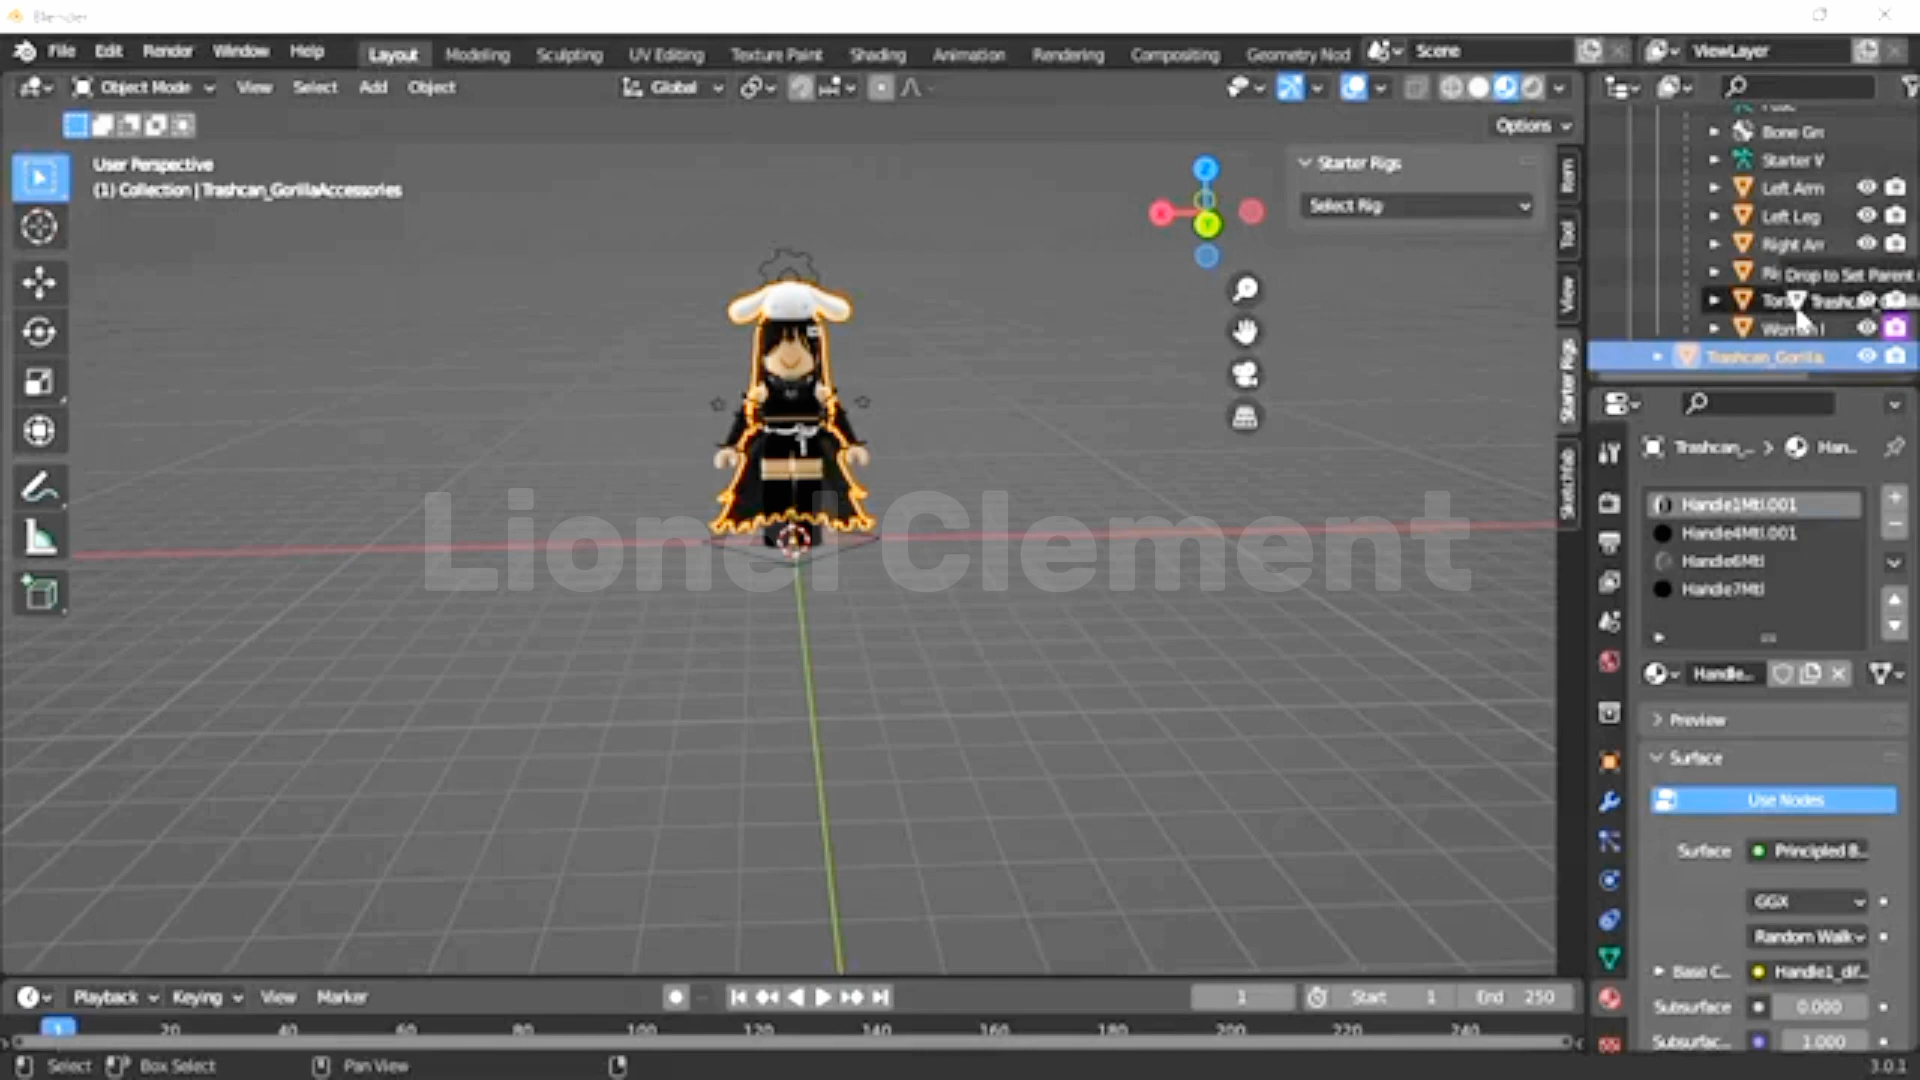 Blender
File Edit Render Window Help Layout Modeling Sculpting UV Editing Texture Paint Shading Animation Rendering Compositing Geometry Nod Scene ViewLayer
Object Mode View Select Add Object Global
Options
User Perspective
(1) Collection | Trashcan_GorillaAccessories
Starter Rigs
Select Rig
Item
Tool
View
Starter Rigs
Sketchfab
Bone Gr
Starter V
Left Arm
Left Leg
Right Ar
Drop to Set Parent
Trashcan_Gorilla
Trashcan_... > Han...
Handle1Mtl.001
Handle4Mtl.001
Handle6Mtl
Handle7Mtl
Handle...
Preview
Surface
Use Nodes
Surface Principled B...
GGX
Random Walk
Base C... Handle1_dif...
Subsurface 0.000
Subsurfac... 1.000
Lionel Clement
Playback Keying View Marker 1 Start 1 End 250
1 20 40 60 80 100 120 140 160 180 200 220 240
Select Box Select Pan View 3.0.1